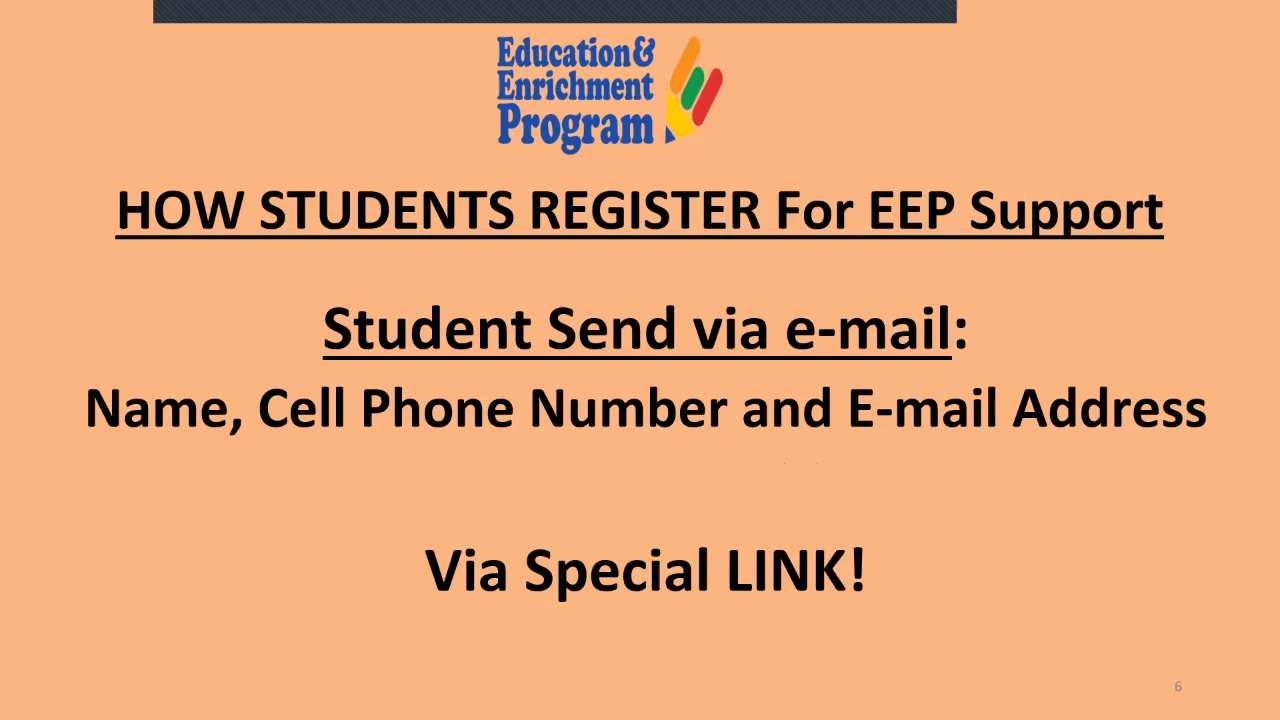 Education&
Enrichment
Program
HOW STUDENTS REGISTER For EEP Support
Student Send via e-mail:
Name, Cell Phone Number and E-mail Address
Via Special LINK!
6